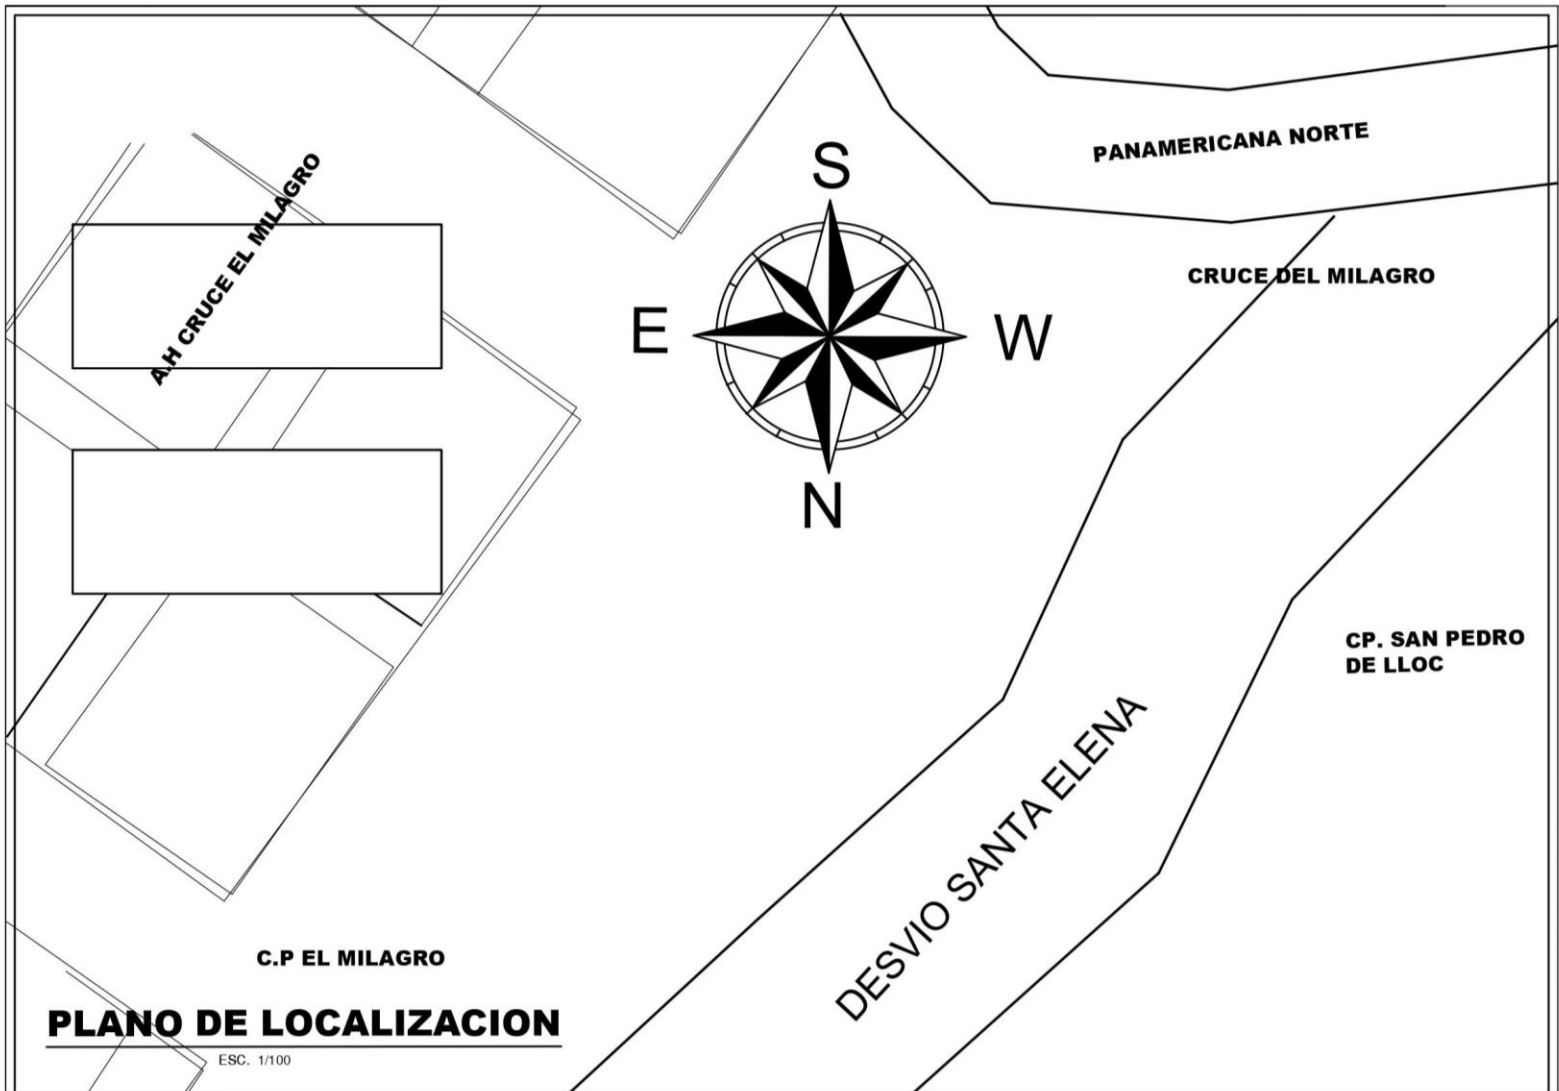 PANAMERICANA NORTE
A.H CRUCE EL MILAGRO
S
CRUCE DEL MILAGRO
E
W
N
CP. SAN PEDRO
DE LLOC
DESVIO SANTA ELENA
C.P EL MILAGRO
PLANO DE LOCALIZACION
ESC. 1/100